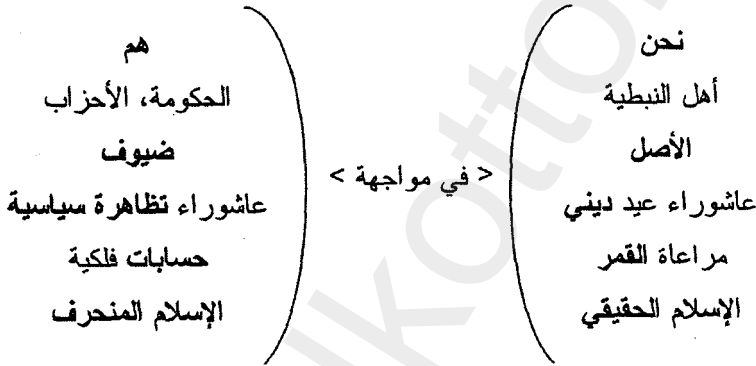 نحن
أهل النبطية
الأصل
عاشوراء عيد ديني
مراعاة القمر
الإسلام الحقيقي
< في مواجهة >
هم
الحكومة، الأحزاب
ضيوف
عاشوراء تظاهرة سياسية
حسابات فلكية
الإسلام المنحرف